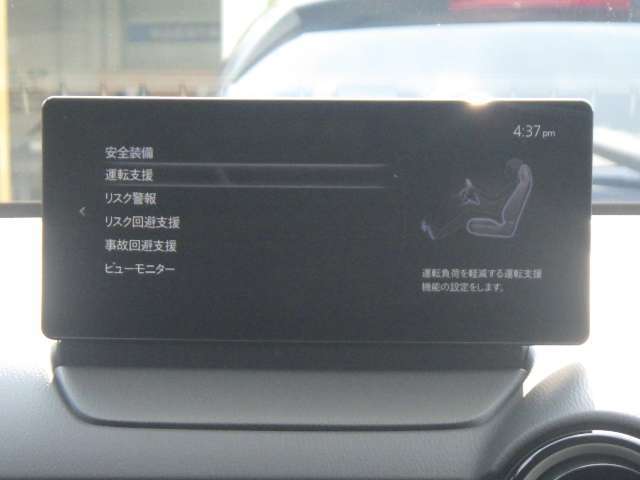 4:37 pm
安全装備
運転支援
リスク警報
リスク回避支援
事故回避支援
ビューモニター
運転負荷を軽減する運転支援
機能の設定をします。